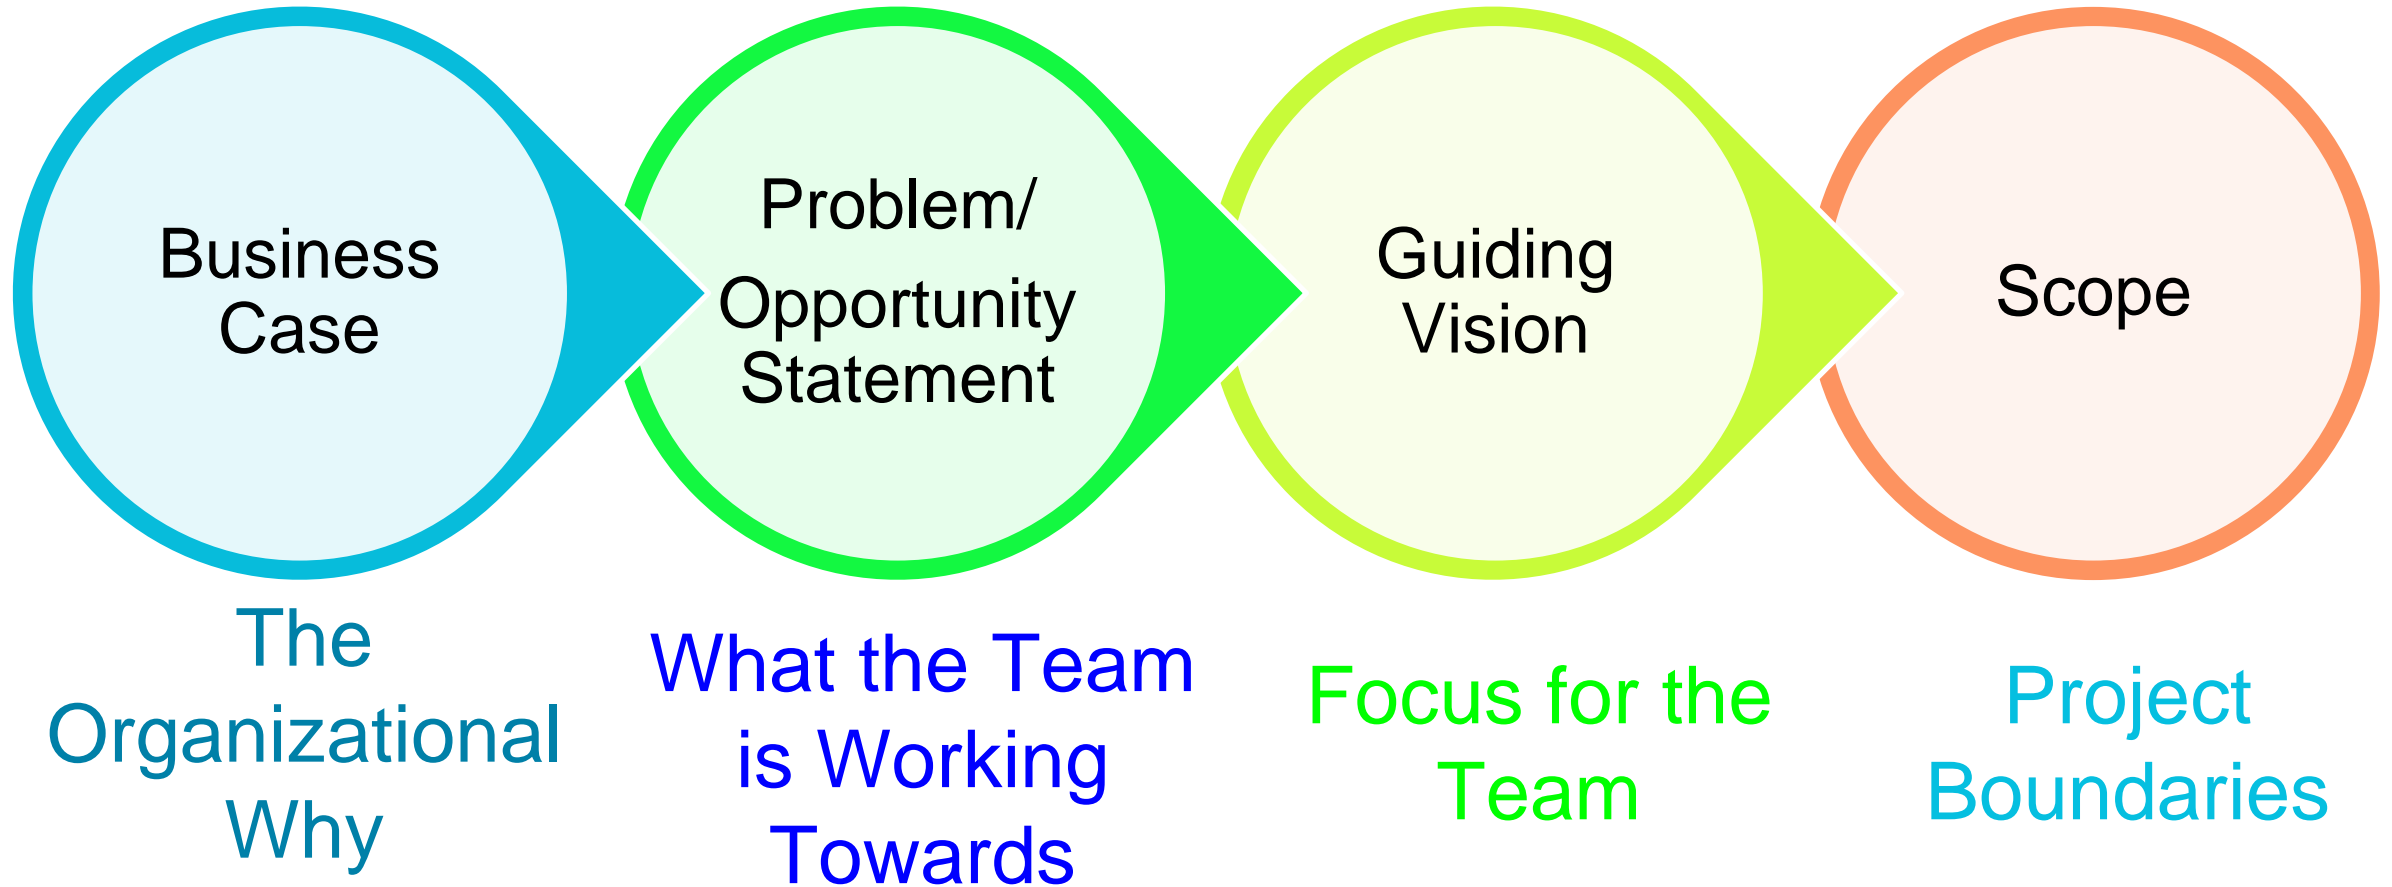 Business
Case
Problem/
Opportunity
Statement
Guiding
Vision
Scope
The
Organizational
Why
What the Team
is Working
Towards
Focus for the
Team
Project
Boundaries